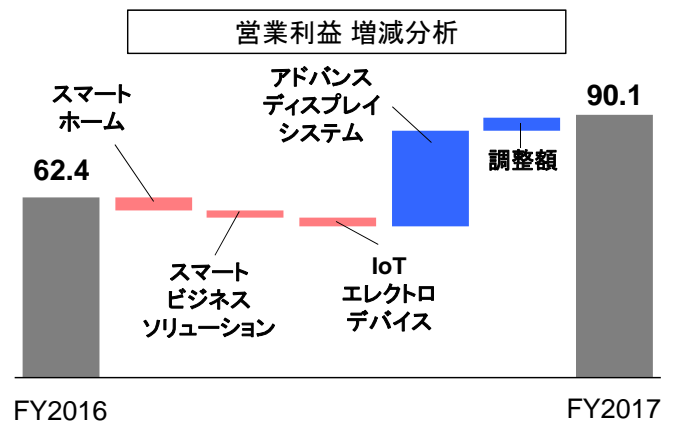 営業利益 増減分析
スマート
ホーム
アドバンス
ディスプレイ
システム
90.1
62.4
調整額
スマート
ビジネス
ソリューション
IoT
エレクトロ
デバイス
FY2016
FY2017